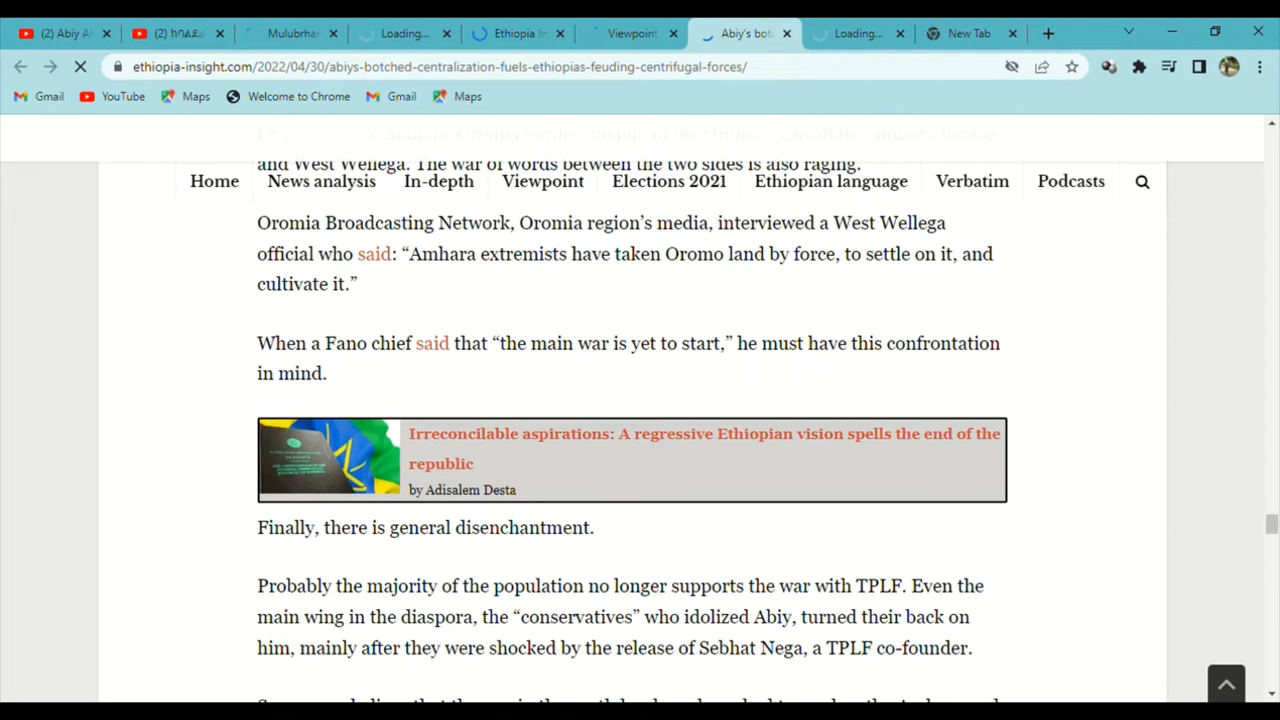 (2) Abiy Al
(2) ከባለደራ
Mulubrhan
Loading...
Ethiopia In
Viewpoint
Abiy's bot
Loading...
New Tab
ethiopia-insight.com/2022/04/30/abiys-botched-centralization-fuels-ethiopias-feuding-centrifugal-forces/
Gmail YouTube Maps Welcome to Chrome Gmail Maps
and West Wellega. The war of words between the two sides is also raging.
Home News analysis In-depth Viewpoint Elections 2021 Ethiopian language Verbatim Podcasts
Oromia Broadcasting Network, Oromia region’s media, interviewed a West Wellega
official who said: “Amhara extremists have taken Oromo land by force, to settle on it, and
cultivate it.”
When a Fano chief said that “the main war is yet to start,” he must have this confrontation
in mind.
Irreconcilable aspirations: A regressive Ethiopian vision spells the end of the
republic
by Adisalem Desta
Finally, there is general disenchantment.
Probably the majority of the population no longer supports the war with TPLF. Even the
main wing in the diaspora, the “conservatives” who idolized Abiy, turned their back on
him, mainly after they were shocked by the release of Sebhat Nega, a TPLF co-founder.